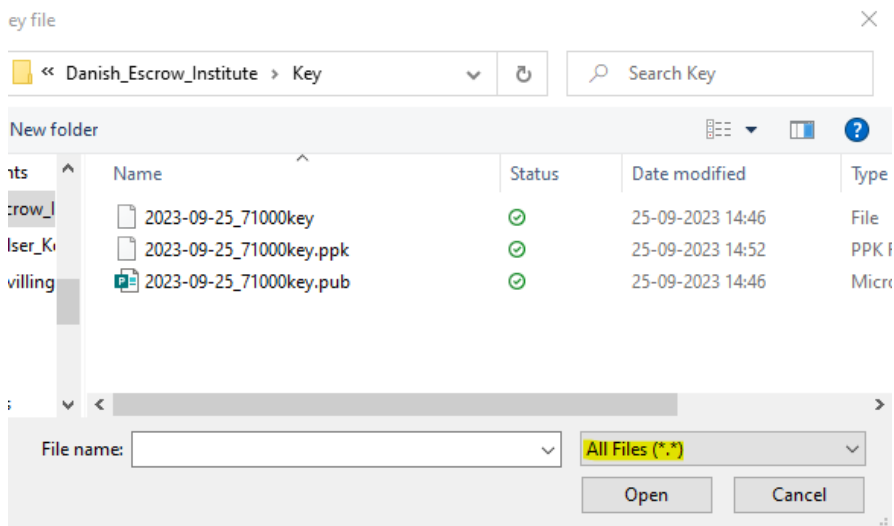 ey file
« Danish_Escrow_Institute > Key
Search Key
New folder
Name Status Date modified Type
2023-09-25_71000key 25-09-2023 14:46 File
2023-09-25_71000key.ppk 25-09-2023 14:52 PPK F
2023-09-25_71000key.pub 25-09-2023 14:46 Micro
nts
crow_I
villing
File name:
All Files (*.*)
Open Cancel